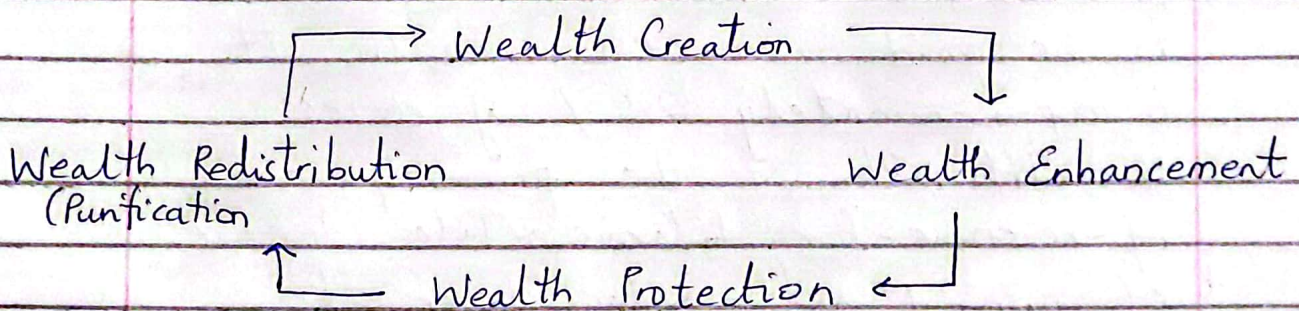 Wealth Creation
Wealth Redistribution
(Purification
Wealth Enhancement
Wealth Protection